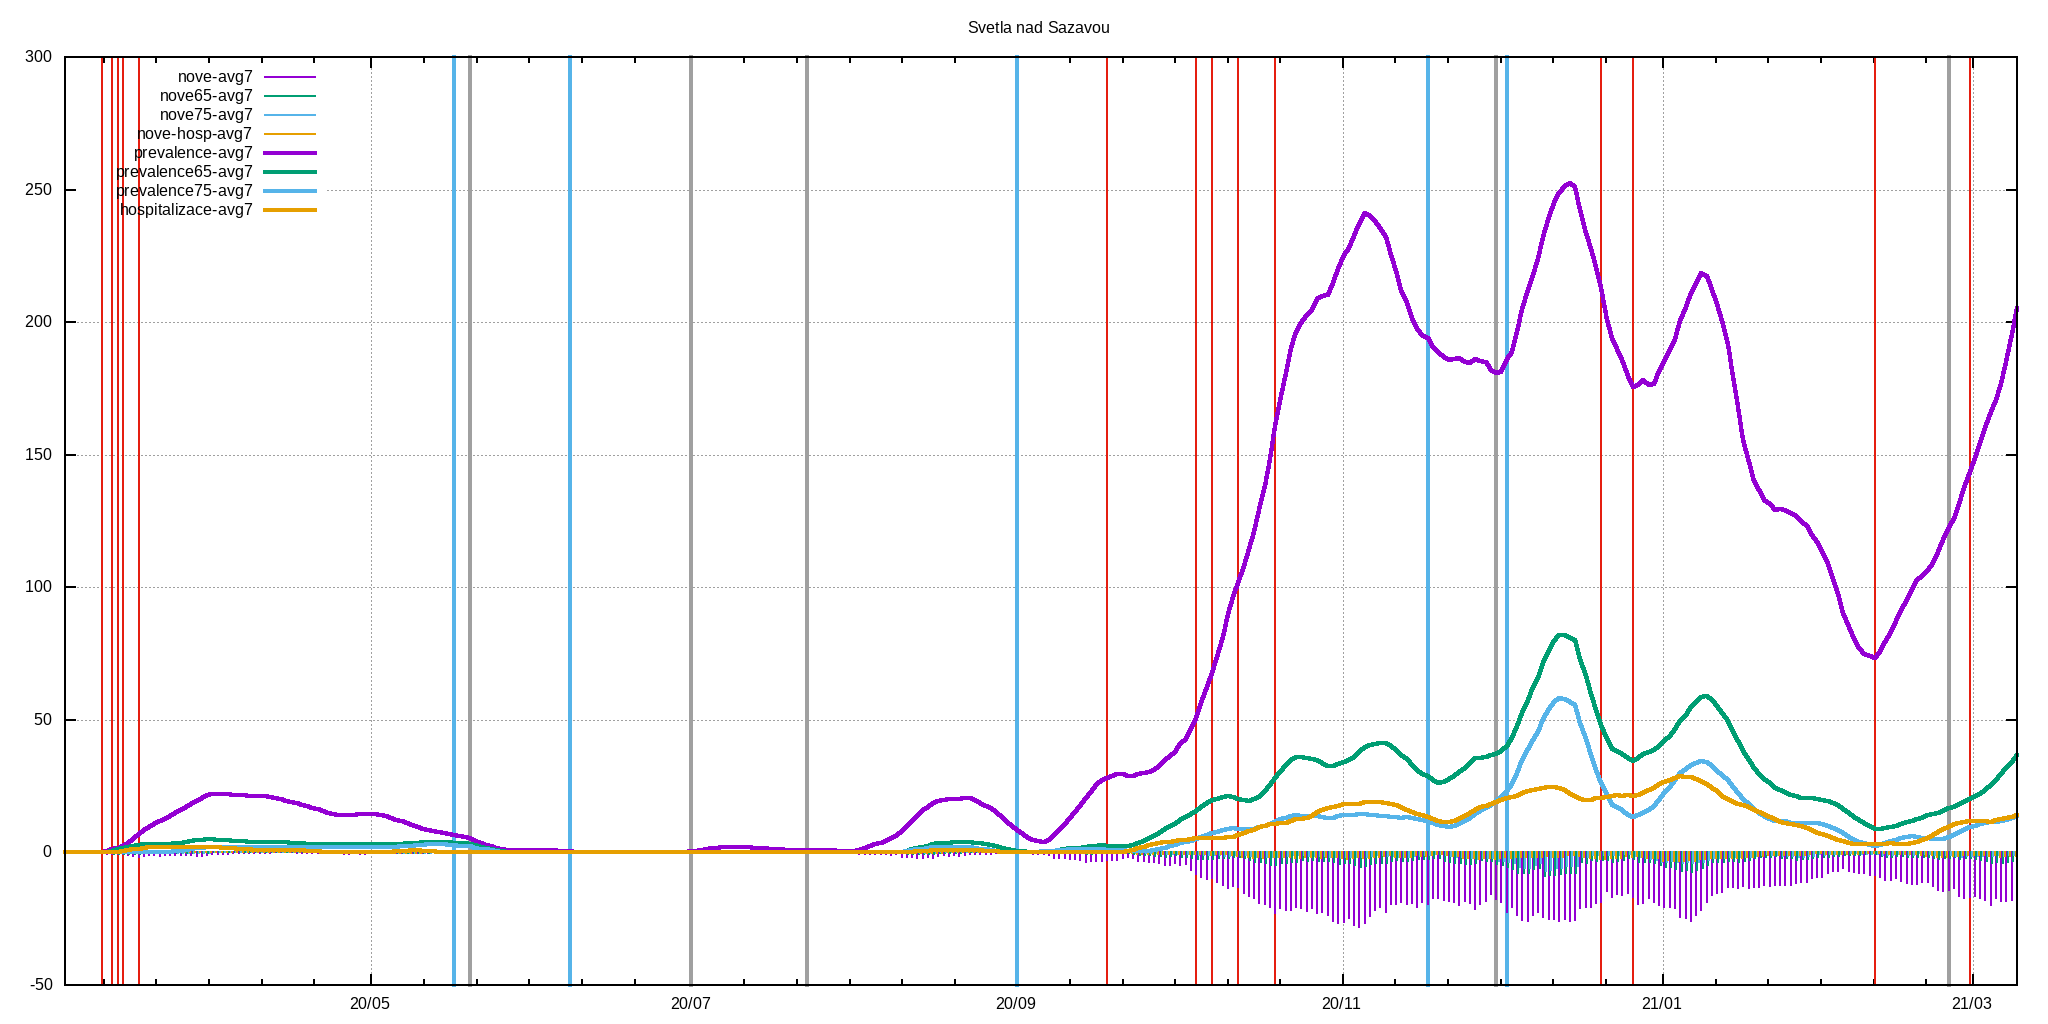 Svetla nad Sazavou
300
250
200
150
100
50
0
-50
nove-avg7
nove65-avg7
nove75-avg7
nove-hosp-avg7
prevalence-avg7
prevalence65-avg7
prevalence75-avg7
hospitalizace-avg7
20/05 20/07 20/09 20/11 21/01 21/03